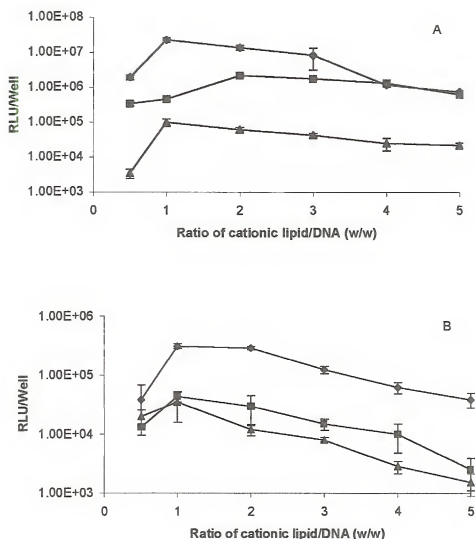 A
1.00E+08
1.00E+07
1.00E+06
1.00E+05
1.00E+04
1.00E+03
RLU/Well
0 1 2 3 4 5
Ratio of cationic lipid/DNA (w/w)
B
1.00E+06
1.00E+05
1.00E+04
1.00E+03
RLU/Well
0 1 2 3 4 5
Ratio of cationic lipid/DNA (w/w)